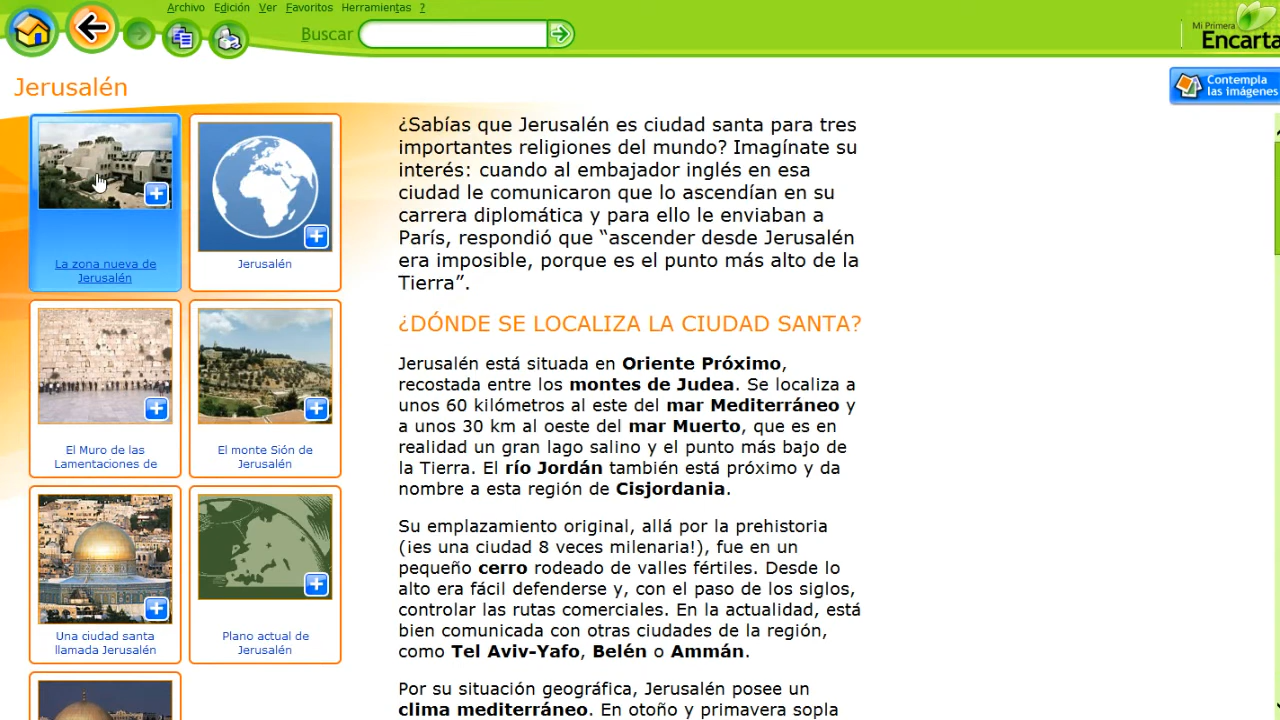 Archivo Edición Ver Favoritos Herramientas ?
Buscar
Mi Primera
Encarta
Jerusalén
Contempla
las imágenes
La zona nueva de
Jerusalén
Jerusalén
El Muro de las
Lamentaciones de
El monte Sión de
Jerusalén
Una ciudad santa
llamada Jerusalén
Plano actual de
Jerusalén
¿Sabías que Jerusalén es ciudad santa para tres
importantes religiones del mundo? Imagínate su
interés: cuando al embajador inglés en esa
ciudad le comunicaron que lo ascendían en su
carrera diplomática y para ello le enviaban a
París, respondió que “ascender desde Jerusalén
era imposible, porque es el punto más alto de la
Tierra”.
¿DÓNDE SE LOCALIZA LA CIUDAD SANTA?
Jerusalén está situada en Oriente Próximo,
recostada entre los montes de Judea. Se localiza a
unos 60 kilómetros al este del mar Mediterráneo y
a unos 30 km al oeste del mar Muerto, que es en
realidad un gran lago salino y el punto más bajo de
la Tierra. El río Jordán también está próximo y da
nombre a esta región de Cisjordania.
Su emplazamiento original, allá por la prehistoria
(¡es una ciudad 8 veces milenaria!), fue en un
pequeño cerro rodeado de valles fértiles. Desde lo
alto era fácil defenderse y, con el paso de los siglos,
controlar las rutas comerciales. En la actualidad, está
bien comunicada con otras ciudades de la región,
como Tel Aviv-Yafo, Belén o Ammán.
Por su situación geográfica, Jerusalén posee un
clima mediterráneo. En otoño y primavera sopla